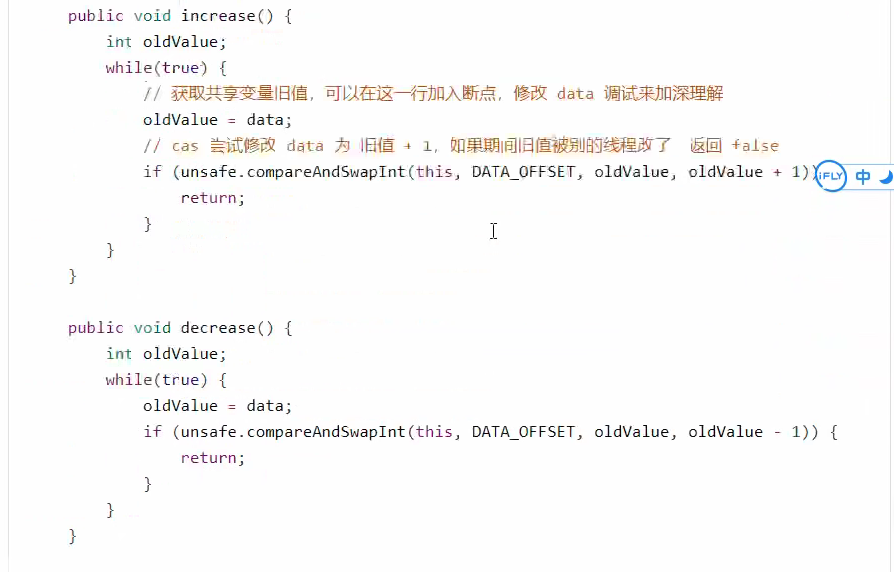 public void increase() {
int oldValue;
while(true) {
// 获取共享变量旧值，可以在这一行加入断点，修改 data 调试来加深理解
oldValue = data;
// cas 尝试修改 data 为 旧值 + 1，如果期间旧值被别的线程改了 返回 false
if (unsafe.compareAndSwapInt(this, DATA_OFFSET, oldValue, oldValue + 1))
iFLY 中
return;
}
}
}
public void decrease() {
int oldValue;
while(true) {
oldValue = data;
if (unsafe.compareAndSwapInt(this, DATA_OFFSET, oldValue, oldValue - 1)) {
return;
}
}
}